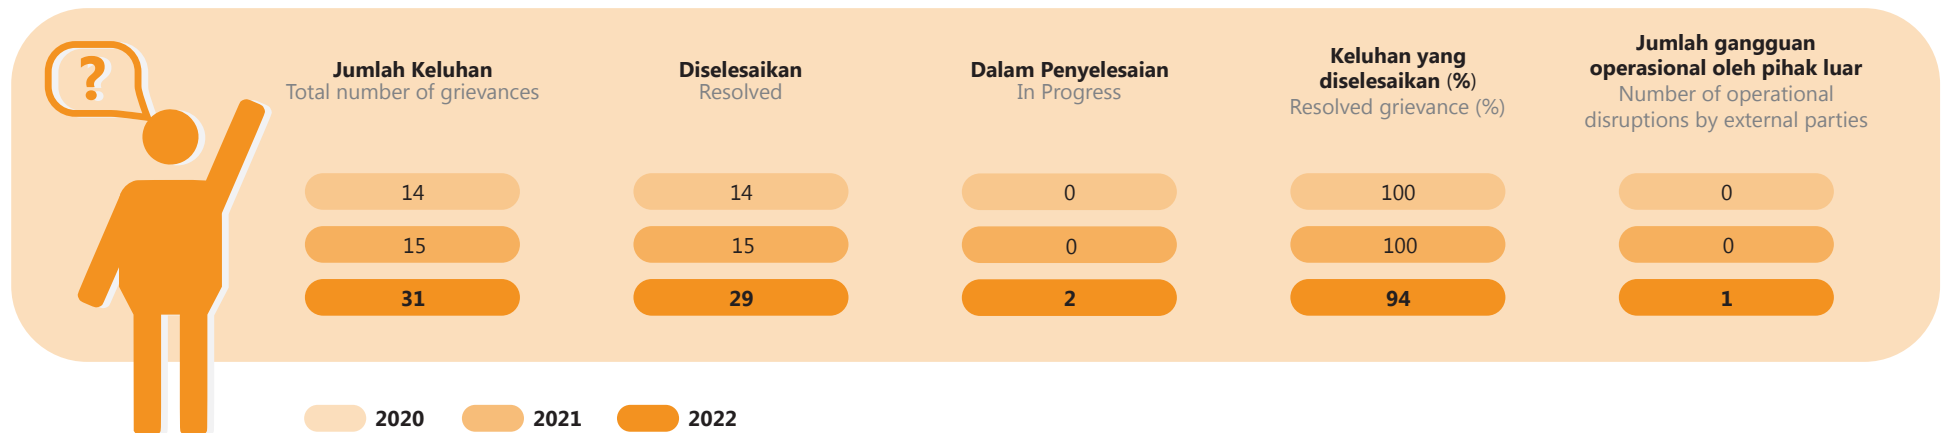 ?
Jumlah Keluhan
Total number of grievances
Diselesaikan
Resolved
Dalam Penyelesaian
In Progress
Keluhan yang
diselesaikan (%)
Resolved grievance (%)
Jumlah gangguan
operasional oleh pihak luar
Number of operational
disruptions by external parties
14 14 0 100 0
15 15 0 100 0
31 29 2 94 1
2020 2021 2022